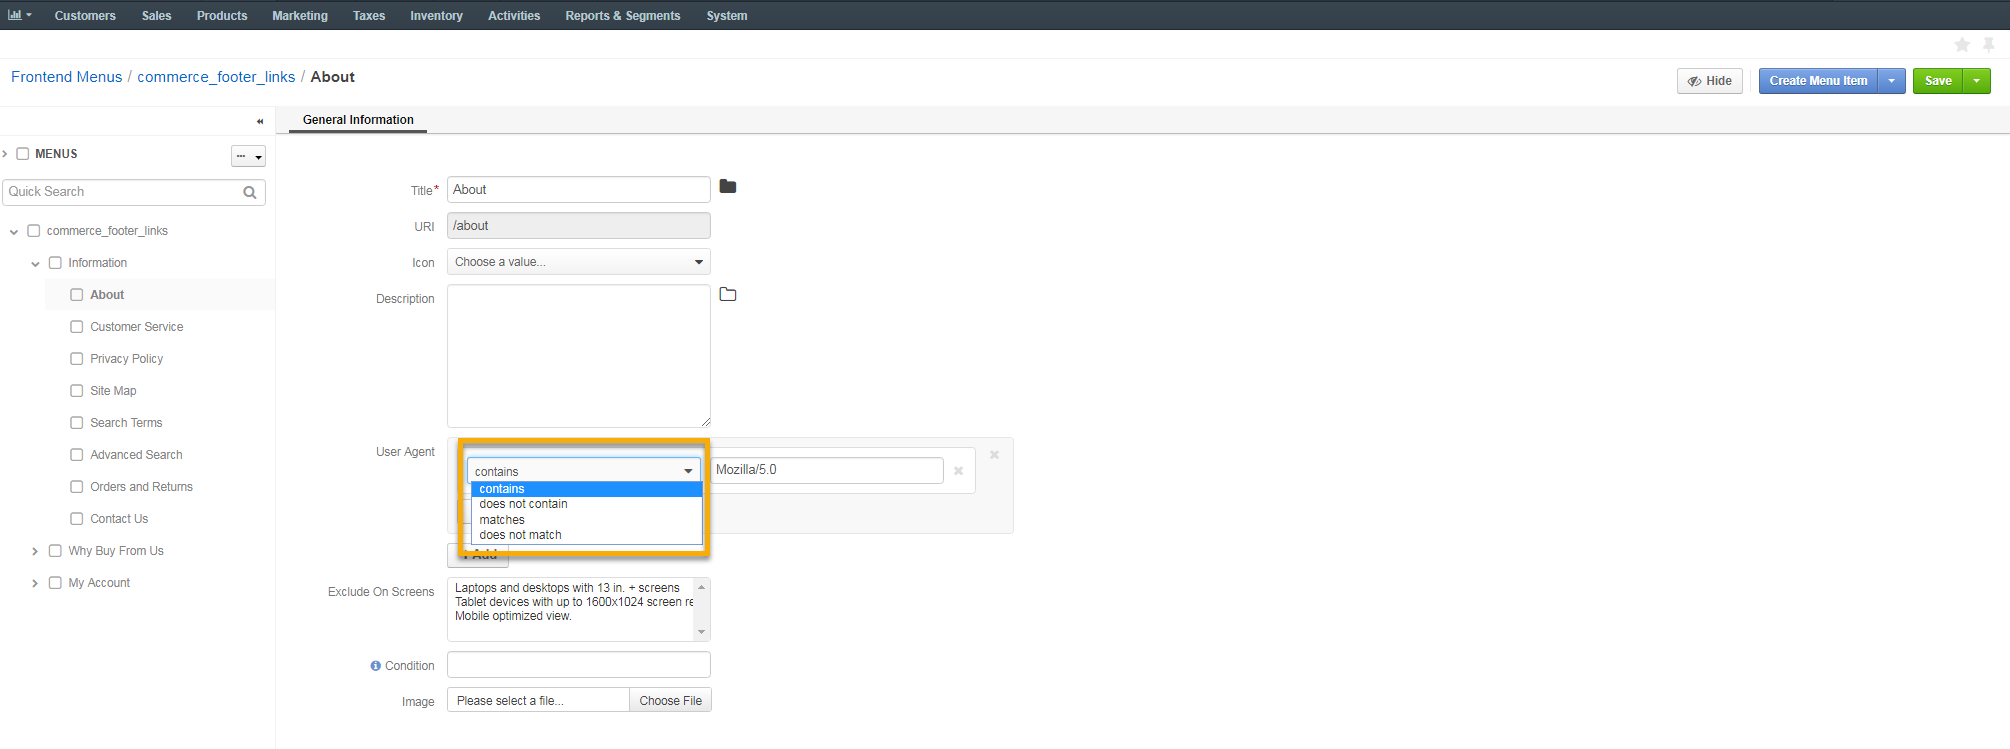 Customers Sales Products Marketing Taxes Inventory Activities Reports & Segments System
Frontend Menus / commerce_footer_links / About
Hide Create Menu Item Save
General Information
MENUS
...
Quick Search
commerce_footer_links
Information
About
Customer Service
Privacy Policy
Site Map
Search Terms
Advanced Search
Orders and Returns
Contact Us
Why Buy From Us
My Account
Title* About
URI /about
Icon Choose a value...
Description
User Agent contains Mozilla/5.0
contains
does not contain
matches
does not match
Add
Exclude On Screens
Laptops and desktops with 13 in. + screens
Tablet devices with up to 1600x1024 screen re
Mobile optimized view.
Condition
Image Please select a file... Choose File